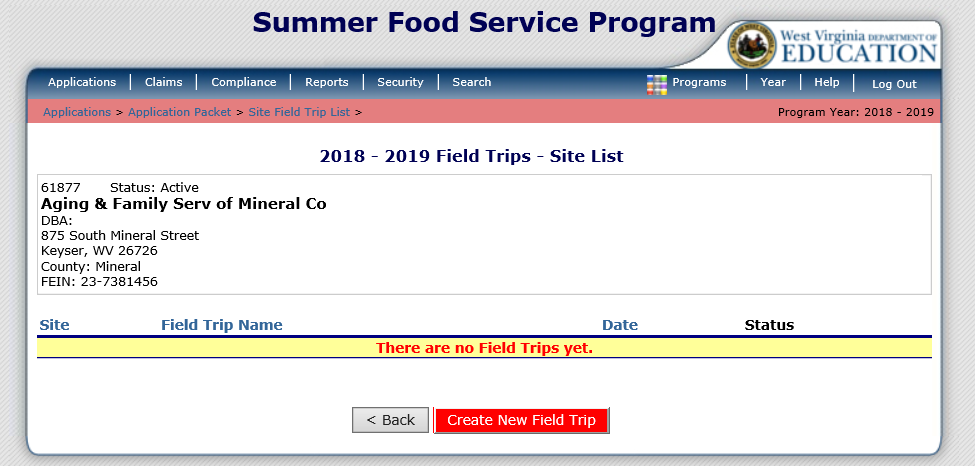 Summer Food Service Program
West Virginia DEPARTMENT OF
EDUCATION
Applications Claims Compliance Reports Security Search Programs Year Help Log Out
Applications > Application Packet > Site Field Trip List > Program Year: 2018 - 2019
2018 - 2019 Field Trips - Site List
61877 Status: Active
Aging & Family Serv of Mineral Co
DBA:
875 South Mineral Street
Keyser, WV 26726
County: Mineral
FEIN: 23-7381456
Site Field Trip Name Date Status
There are no Field Trips yet.
< Back Create New Field Trip